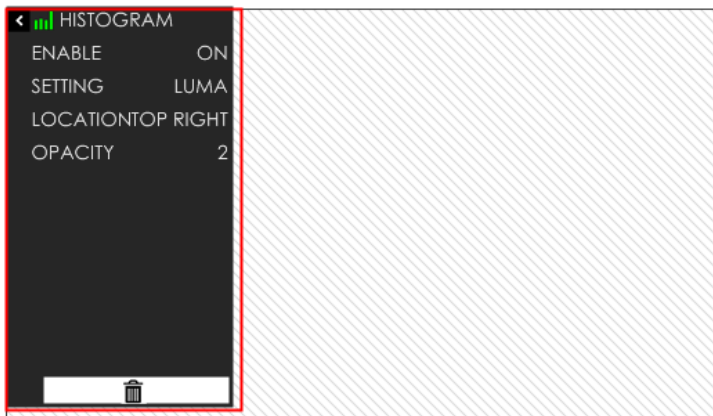 HISTOGRAM
ENABLE ON
SETTING LUMA
LOCATIONTOP RIGHT
OPACITY 2